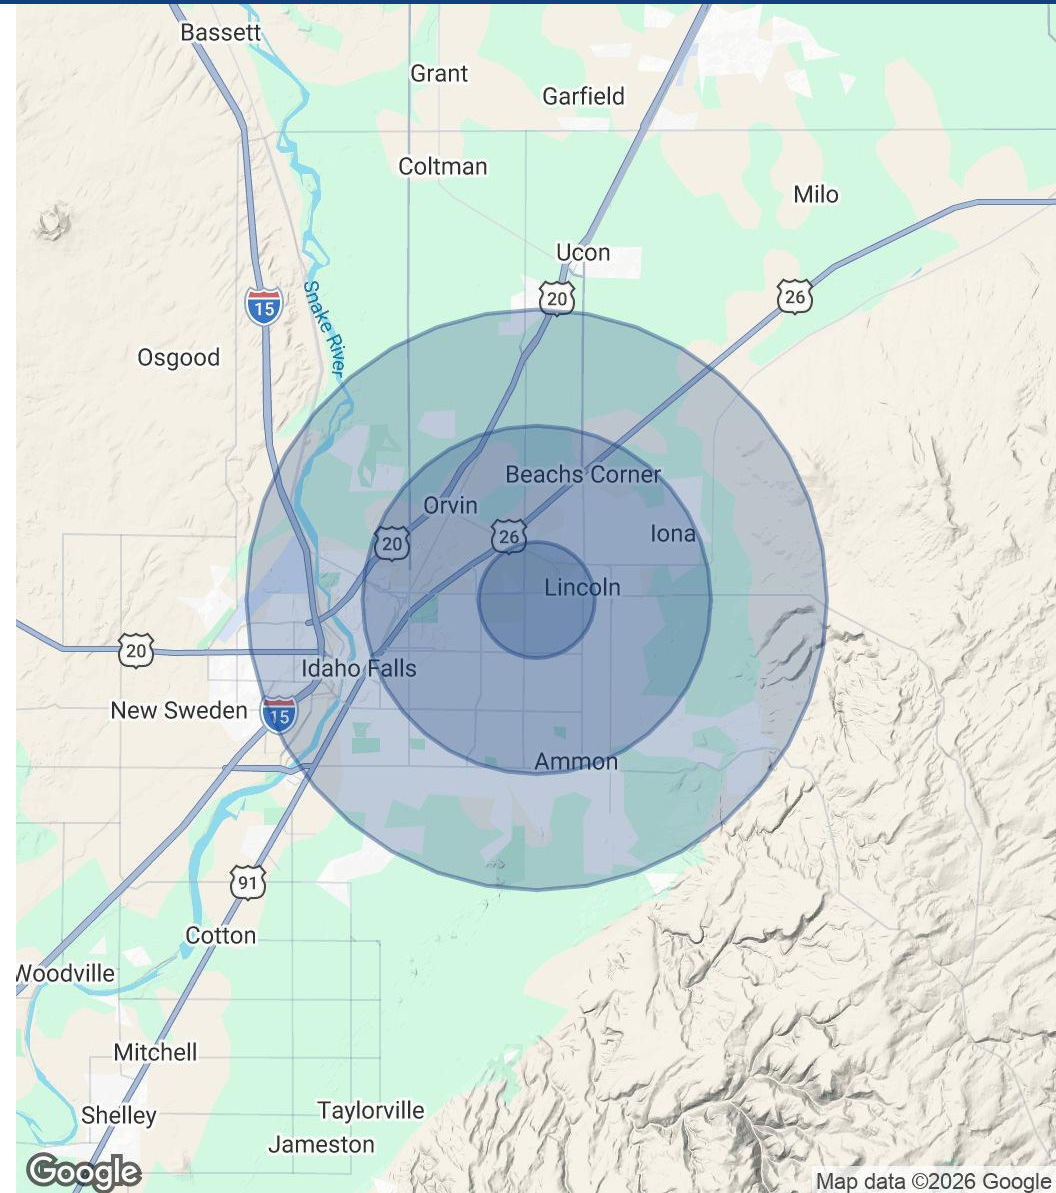 Bassett
Grant
Garfield
Coltman
Milo
Ucon
20
26
15
Snake River
Osgood
Beachs Corner
Orvin
Iona
26
20
Lincoln
20
Idaho Falls
New Sweden
15
Ammon
91
Cotton
Woodville
Mitchell
Shelley
Taylorville
Jameston
Google
Map data ©2026 Google